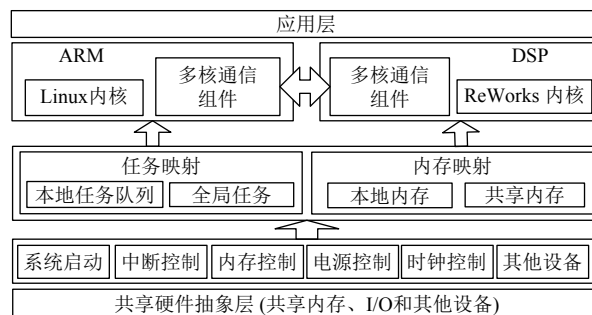 应用层
ARM
DSP
Linux内核
多核通信
组件
多核通信
组件
ReWorks 内核
任务映射
本地任务队列
全局任务
内存映射
本地内存
共享内存
系统启动
中断控制
内存控制
电源控制
时钟控制
其他设备
共享硬件抽象层 (共享内存、I/O和其他设备)